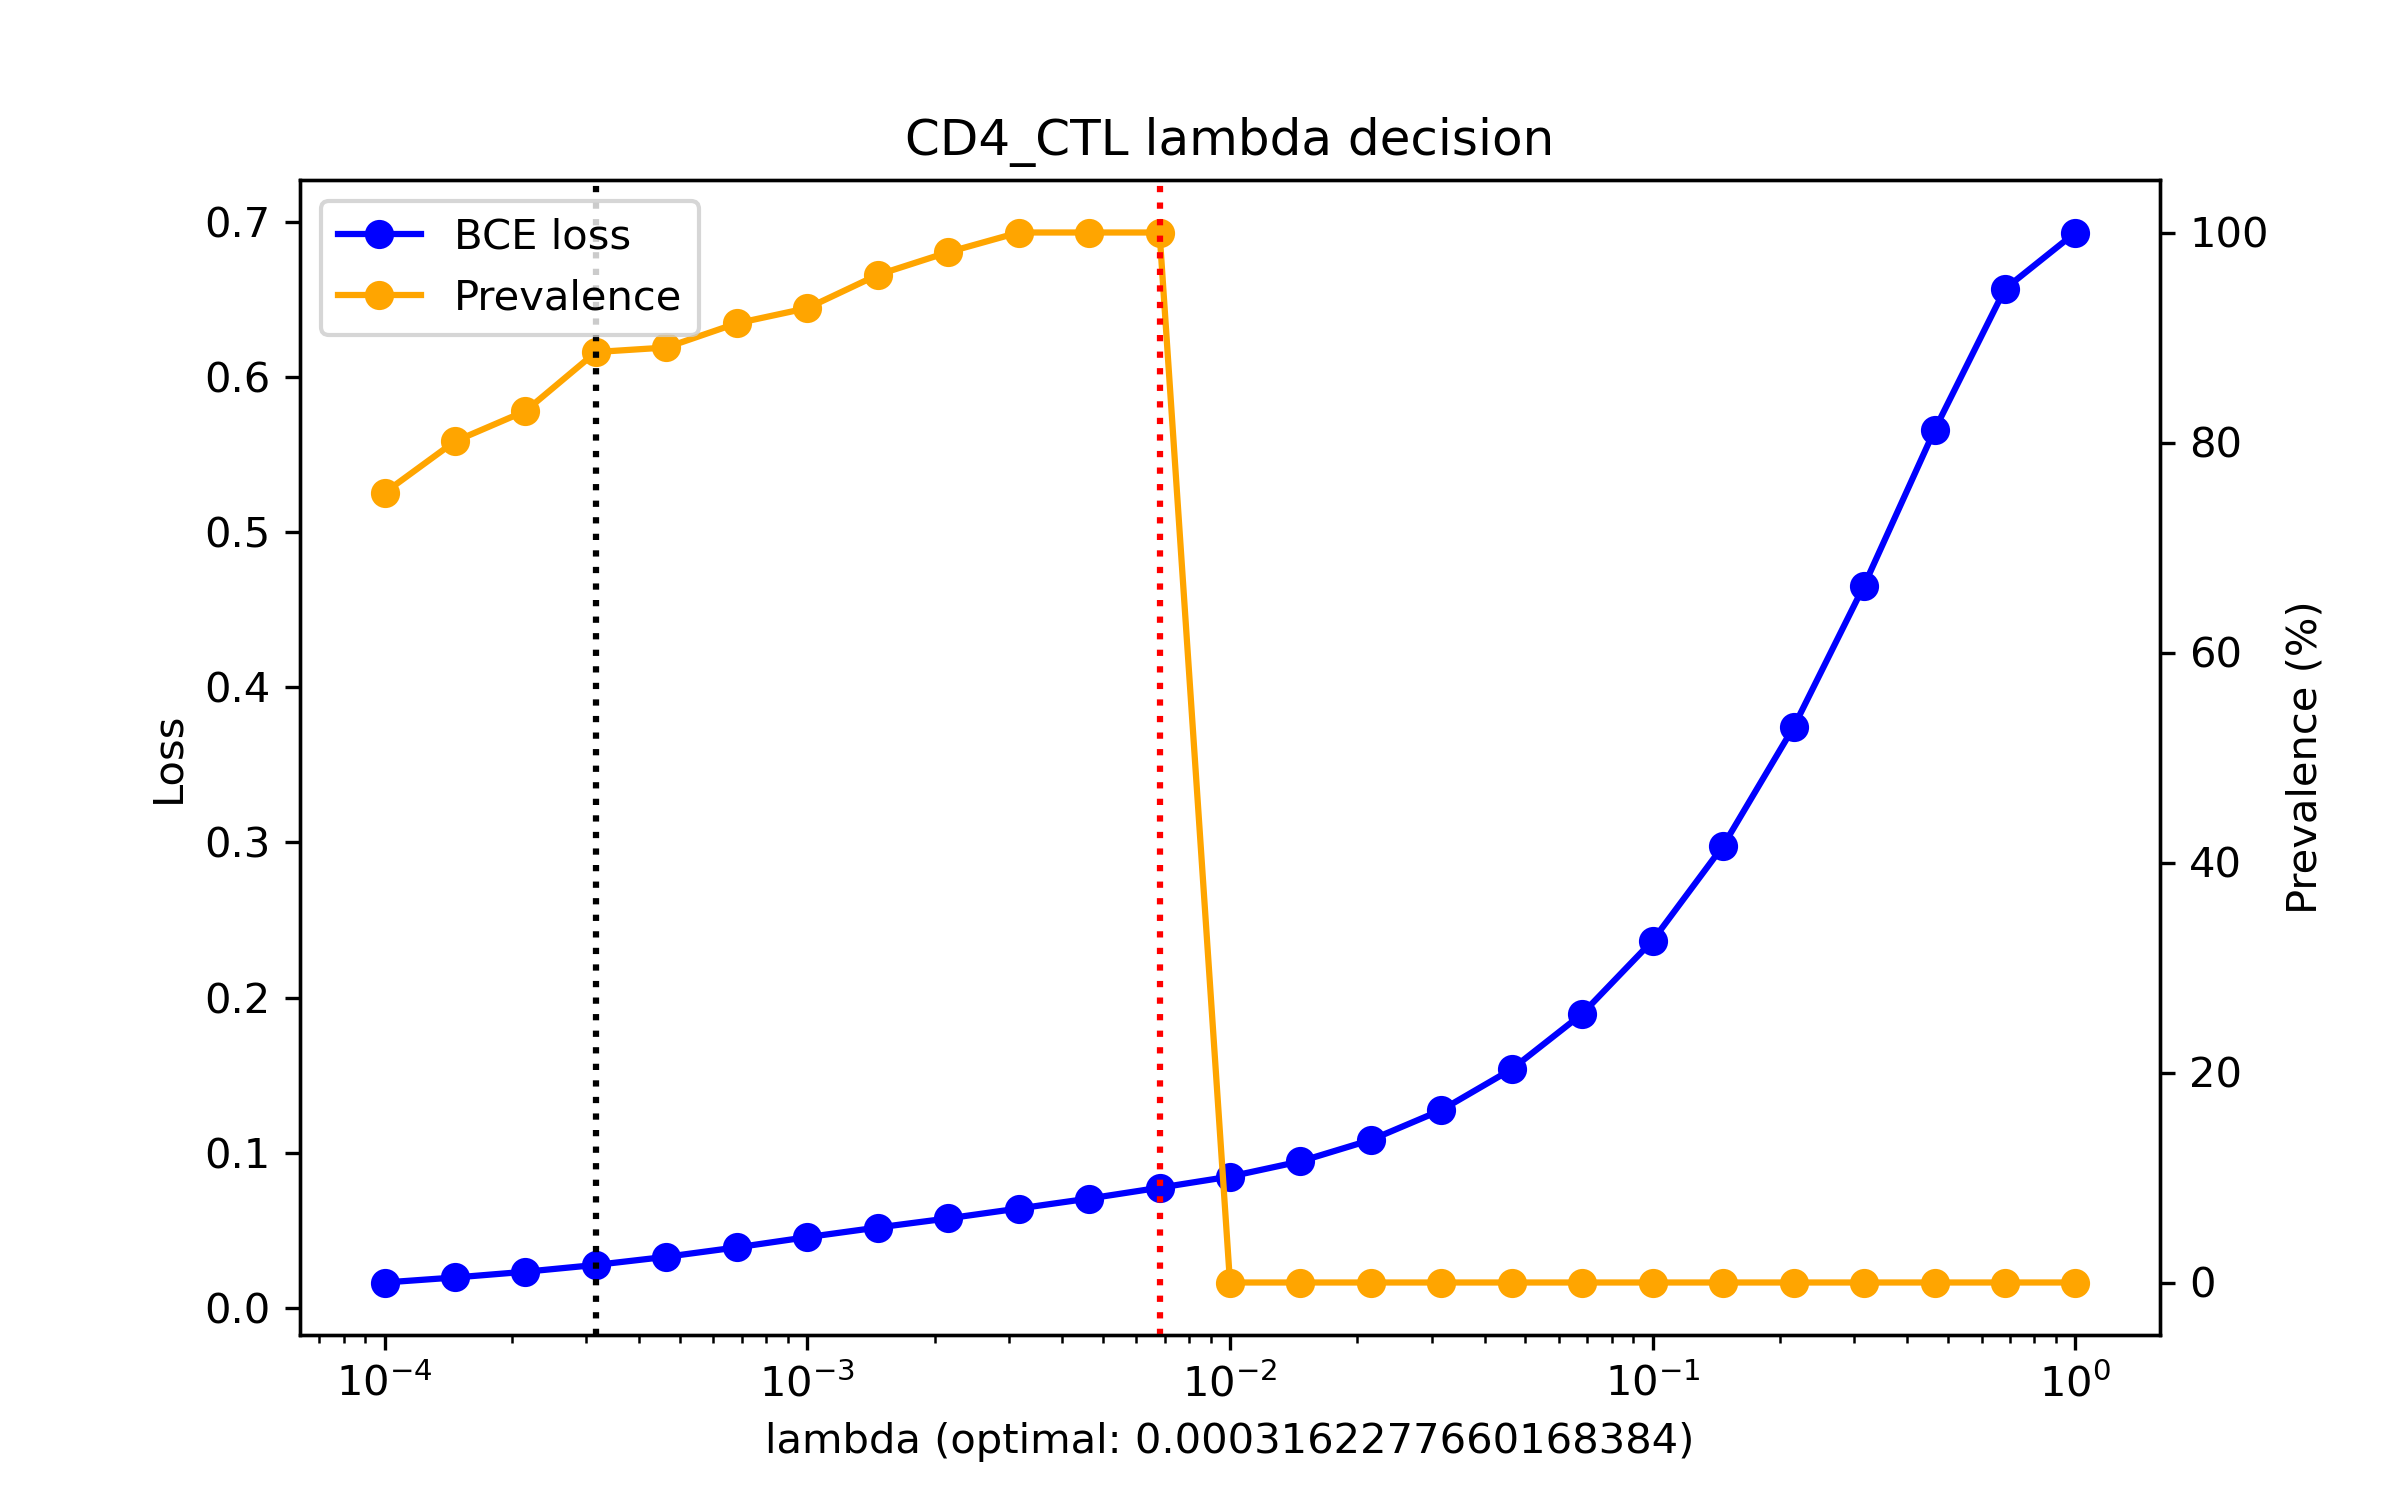 CD4_CTL lambda decision
BCE loss
Prevalence
0.7
0.6
0.5
0.4
0.3
0.2
0.1
0.0
Loss
100
80
60
40
20
0
Prevalence (%)
10⁻⁴ 10⁻³ 10⁻² 10⁻¹ 10⁰
lambda (optimal: 0.00031622776601683784)